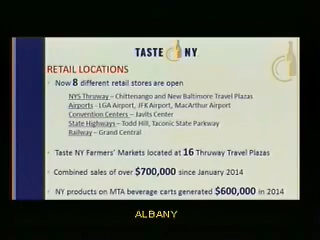 TASTE NY
RETAIL LOCATIONS
• Now 8 different retail stores are open
NYS Thruway – Chittenango and New Baltimore Travel Plazas
Airports - LGA Airport, JFK Airport, MacArthur Airport
Convention Centers – Javits Center
State Highways – Todd Hill, Taconic State Parkway
Railway – Grand Central
• Taste NY Farmers' Markets located at 16 Thruway Travel Plazas
• Combined sales of over $700,000 since January 2014
• NY products on MTA beverage carts generated $600,000 in 2014
ALBANY